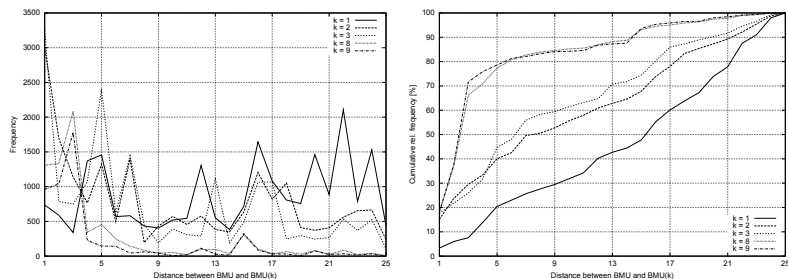 3500
3000
2500
2000
1500
1000
500
0
Frequency
k = 1
k = 2
k = 3
k = 8
k = 9
1 5 9 13 17 21 25
Distance between BMU and BMU(k)
100
90
80
70
60
50
40
30
20
10
0
Cumulative rel. frequency [%]
k = 1
k = 2
k = 3
k = 8
k = 9
1 5 9 13 17 21 25
Distance between BMU and BMU(k)